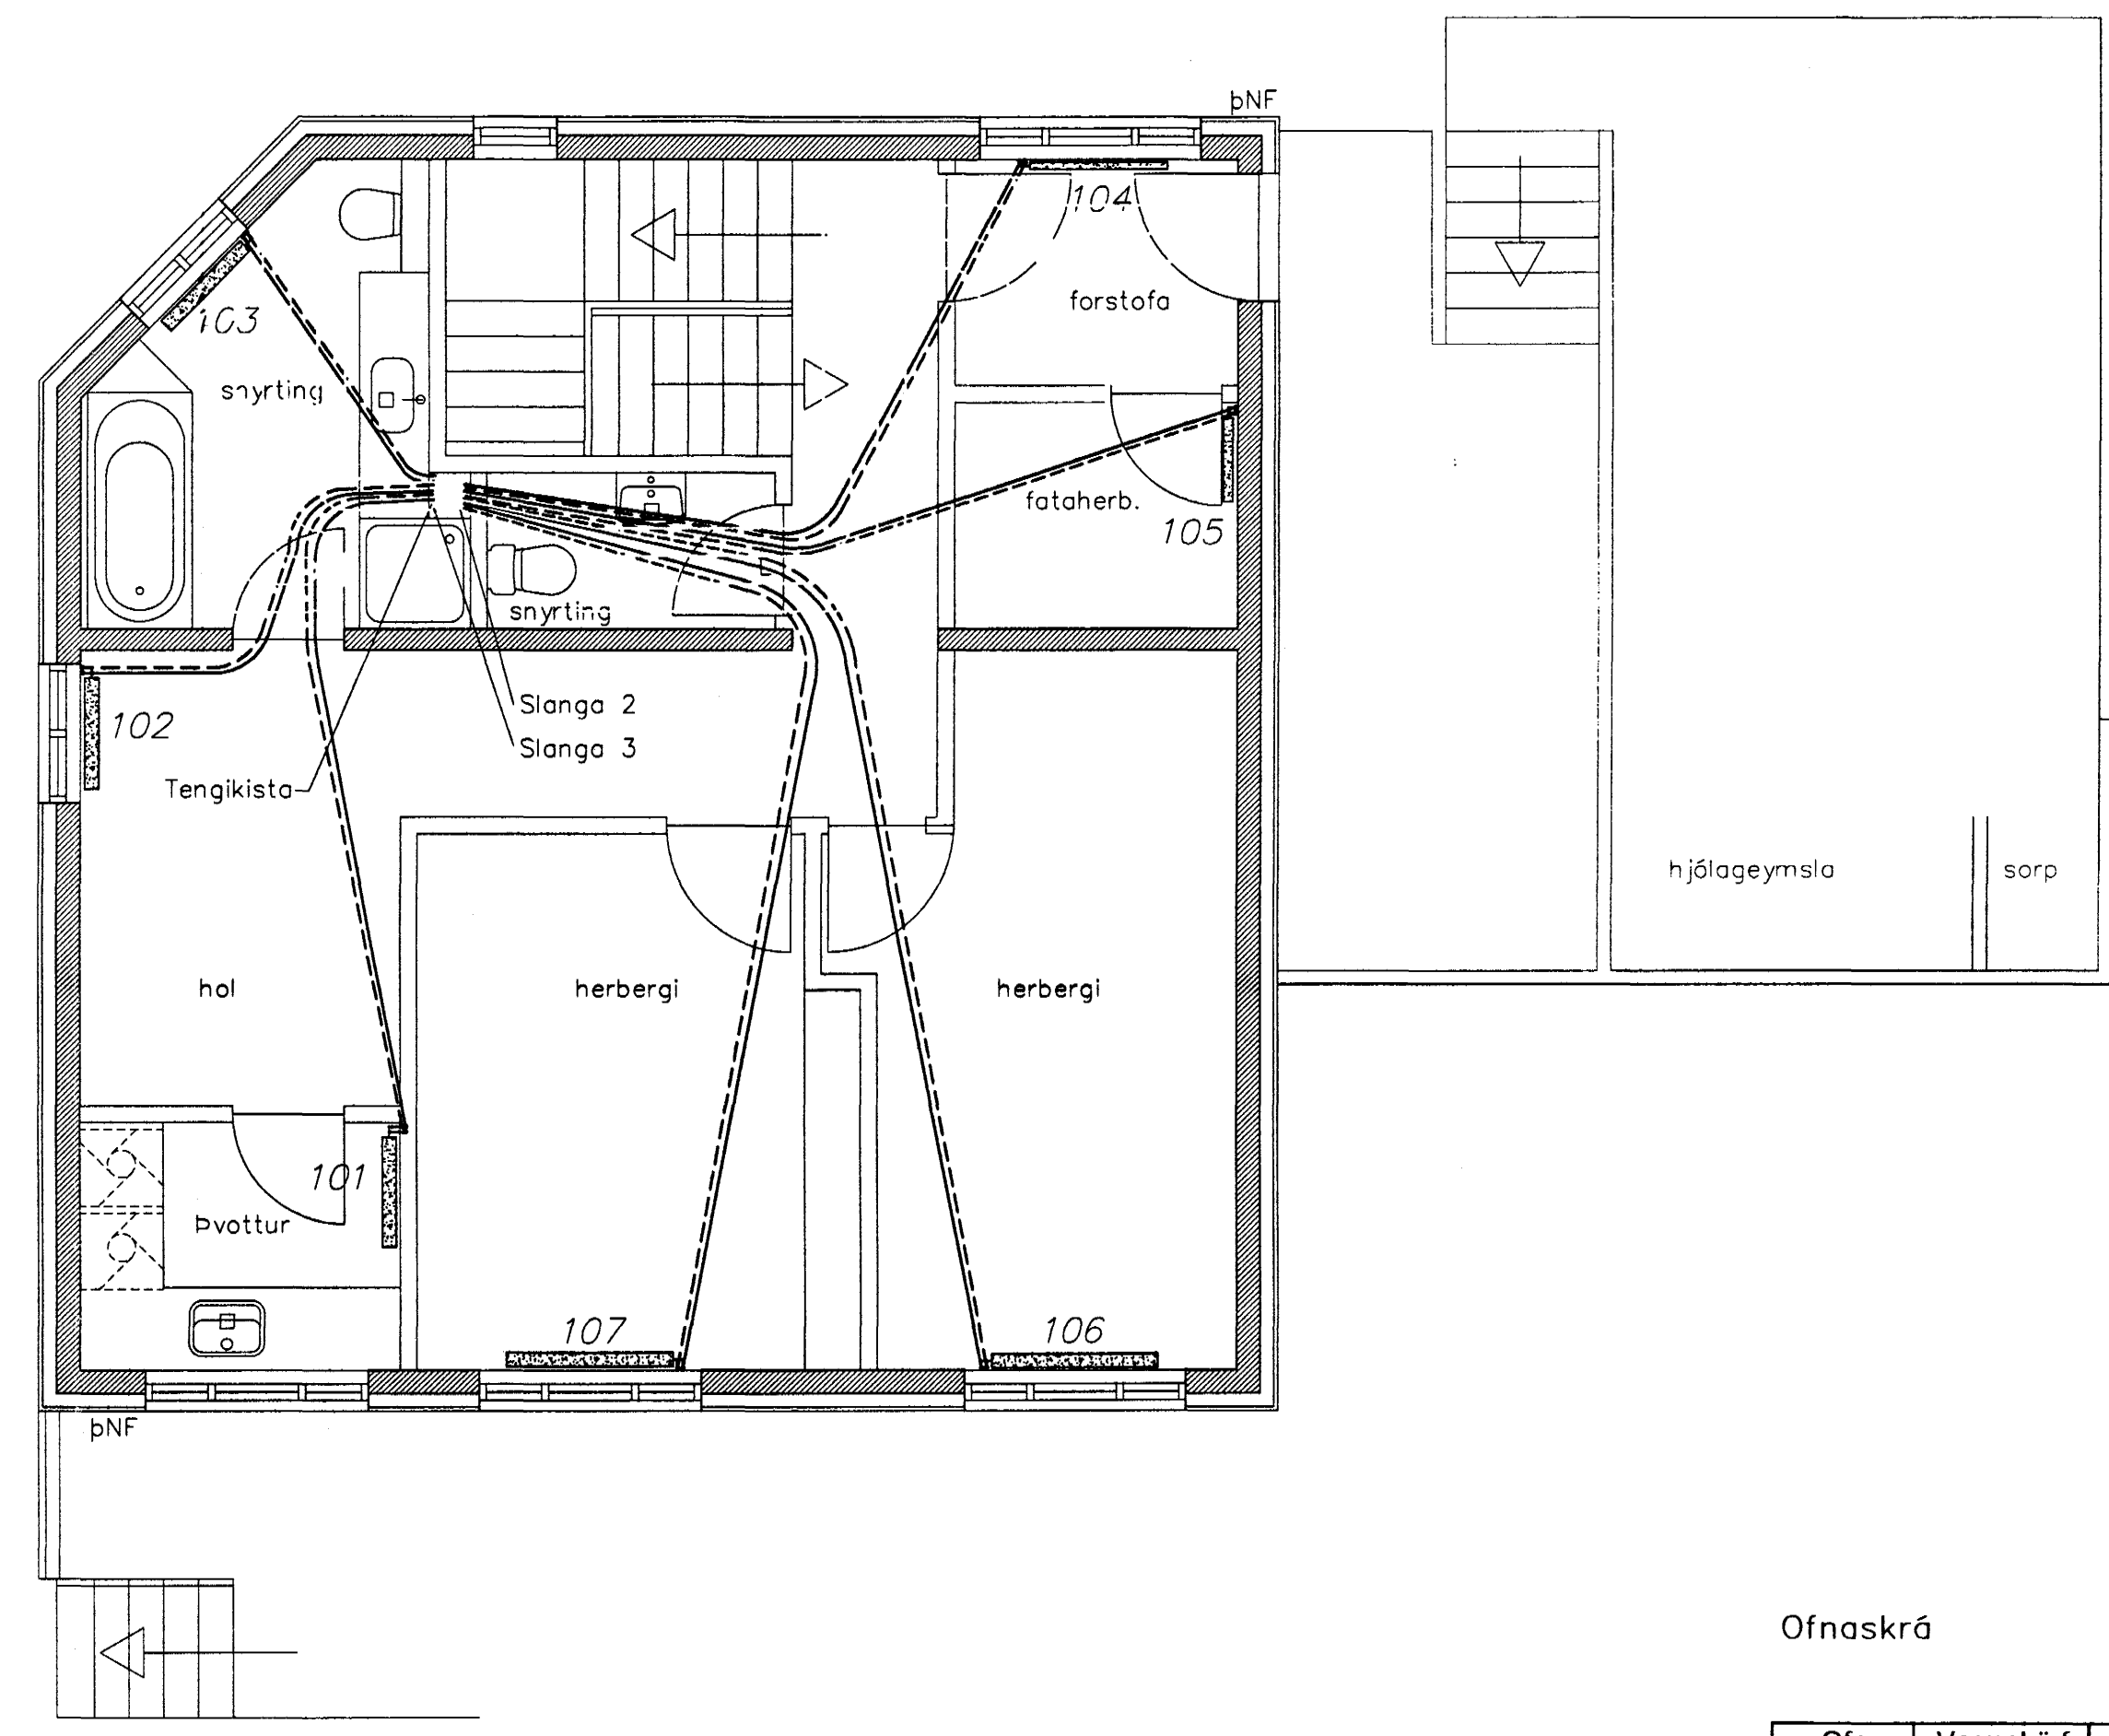 þNF
104
forstofa
103
snyrting
fataherb.
105
snyrting
Slanga 2
102
Slanga 3
Tengikista
hjólageymsla
sorp
hol
herbergi
herbergi
101
Þvottur
107
106
þNF
Ofnaskrá